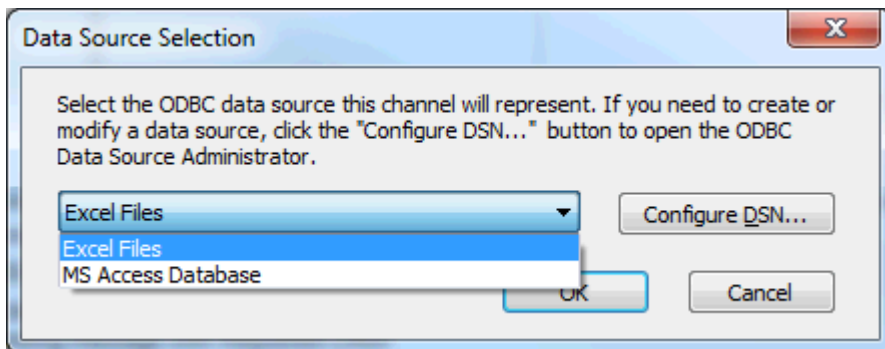 Data Source Selection
Select the ODBC data source this channel will represent. If you need to create or
modify a data source, click the "Configure DSN..." button to open the ODBC
Data Source Administrator.
Excel Files
Configure DSN...
Excel Files
MS Access Database
OK
Cancel